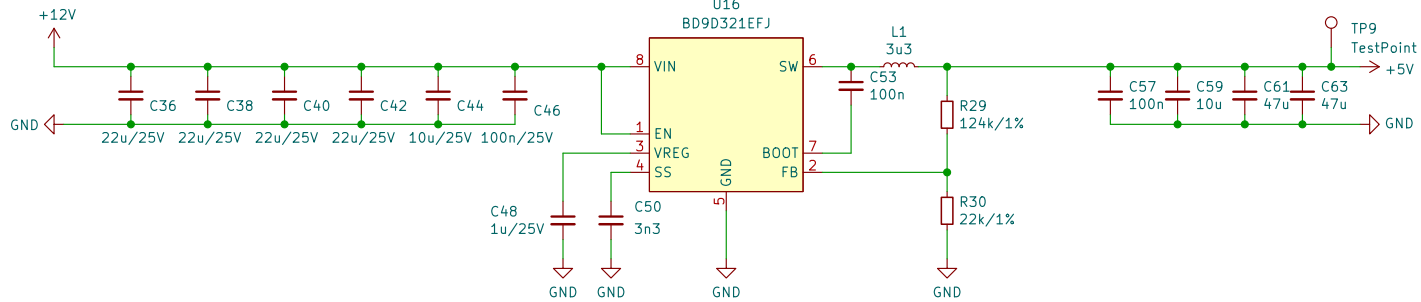 U16
BD9D321EFJ
+12V
TP9
TestPoint
+5V
L1
3u3
8
VIN
SW
6
C36
22u/25V
C38
22u/25V
C40
22u/25V
C42
22u/25V
C44
10u/25V
C46
100n/25V
GND
C53
100n
C57
100n
C59
10u
C61
47u
C63
47u
GND
R29
124k/1%
1
EN
3
VREG
4
SS
BOOT
7
FB
2
GND
5
C48
1u/25V
C50
3n3
R30
22k/1%
GND
GND
GND
GND